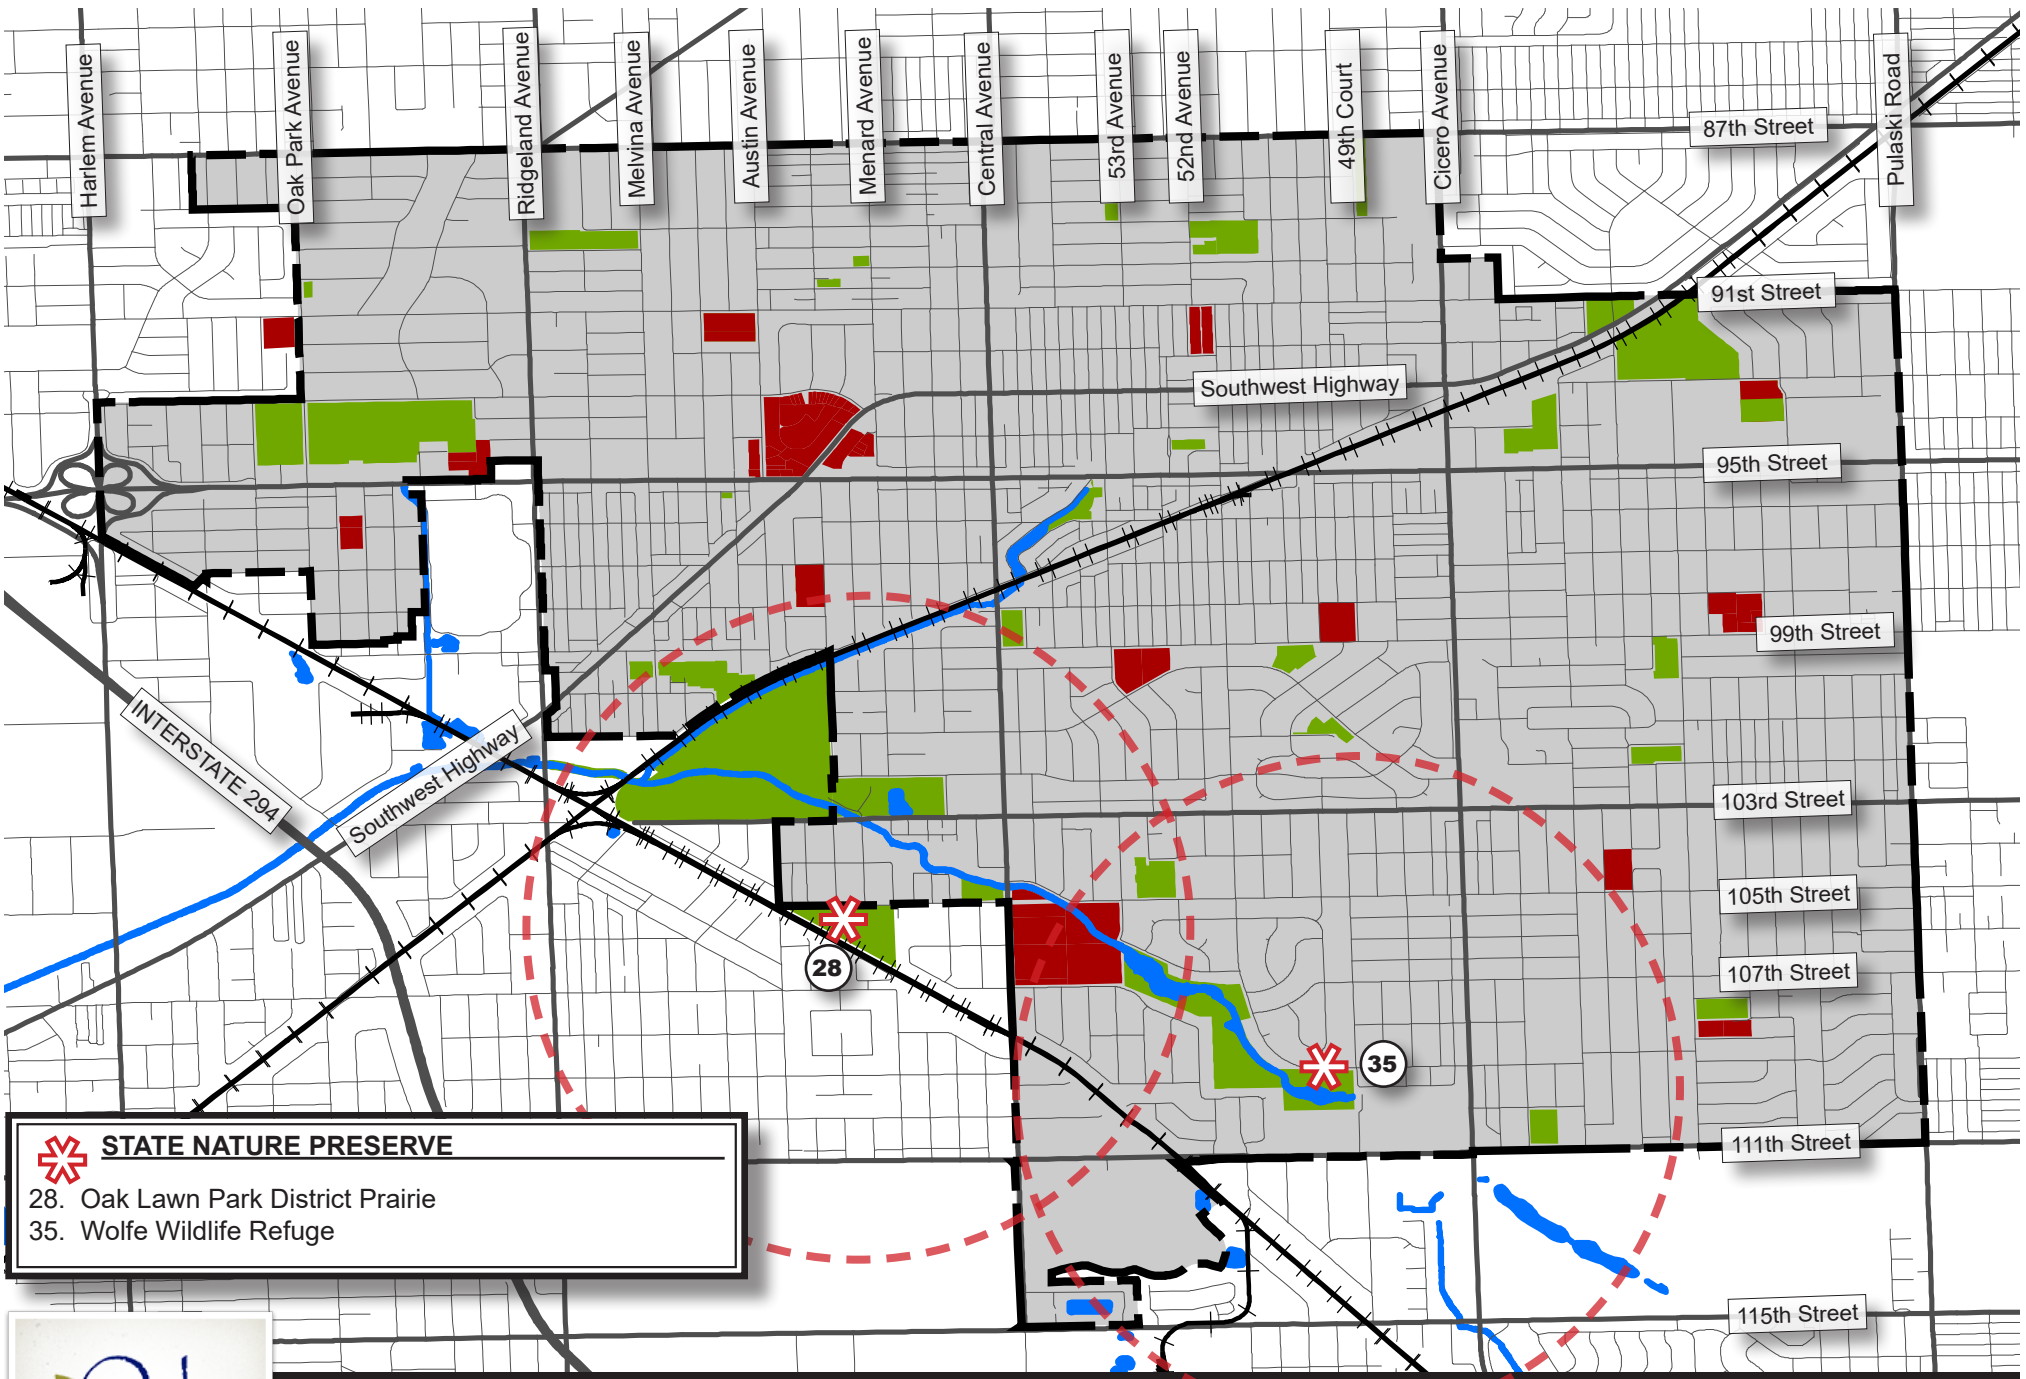 Harlem Avenue
Oak Park Avenue
Ridgeland Avenue
Melvina Avenue
Austin Avenue
Menard Avenue
Central Avenue
53rd Avenue
52nd Avenue
49th Court
Cicero Avenue
Pulaski Road
87th Street
91st Street
Southwest Highway
95th Street
99th Street
INTERSTATE 294
Southwest Highway
103rd Street
105th Street
107th Street
28
35
111th Street
115th Street
STATE NATURE PRESERVE
28. Oak Lawn Park District Prairie
35. Wolfe Wildlife Refuge